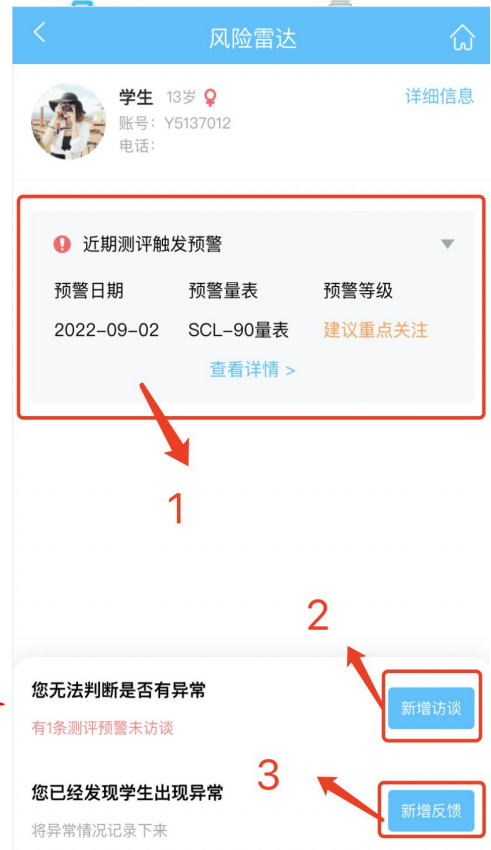 风险雷达
学生 13岁
详细信息
账号：Y5137012
电话：
近期测评触发预警
预警日期 预警量表 预警等级
2022-09-02 SCL-90量表 建议重点关注
查看详情 >
1
2
您无法判断是否有异常
新增访谈
有1条测评预警未访谈
3
您已经发现学生出现异常
新增反馈
将异常情况记录下来